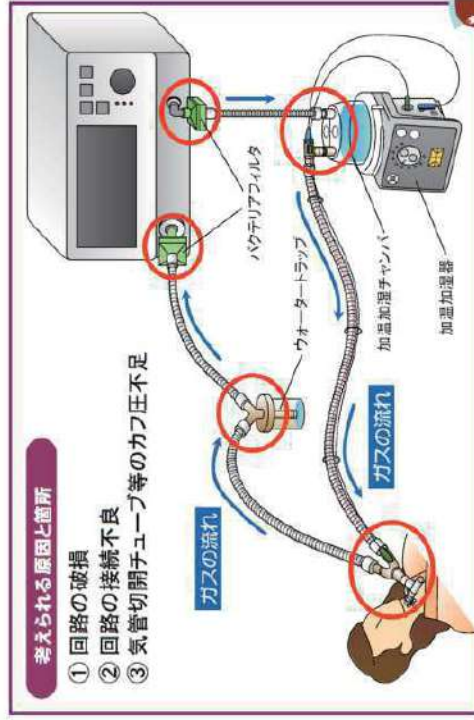 考えられる原因と箇所
① 回路の破損
② 回路の接続不良
③ 気管切開チューブ等のカフ圧不足
バクテリアフィルタ
ウォータートラップ
ガスの流れ
ガスの流れ
加温加湿チャンバー
加温加湿器